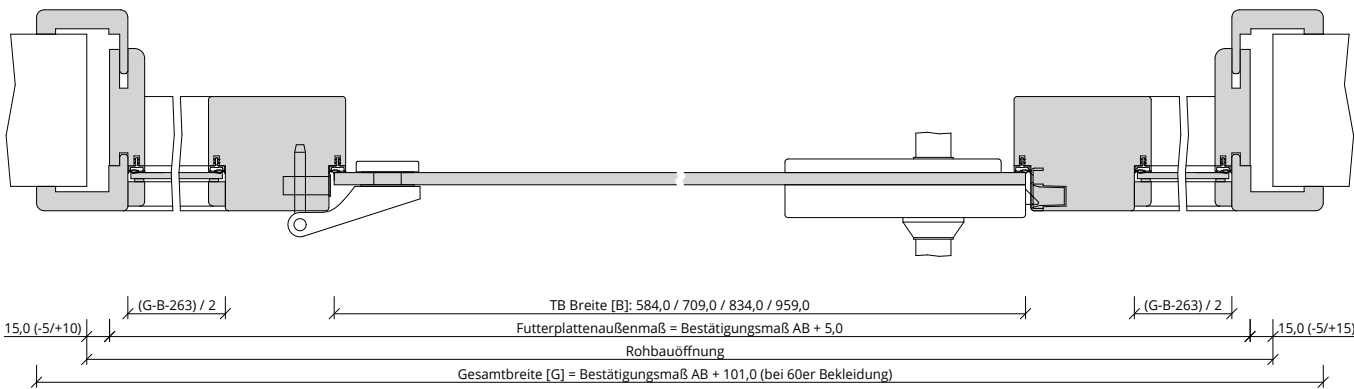 (G-B-263) / 2
TB Breite [B]: 584,0 / 709,0 / 834,0 / 959,0
(G-B-263) / 2
15,0 (-5/+10)
Futterplattenaußenmaß = Bestätigungsmaß AB + 5,0
15,0 (-5/+15)
Rohbauöffnung
Gesamtbreite [G] = Bestätigungsmaß AB + 101,0 (bei 60er Bekleidung)